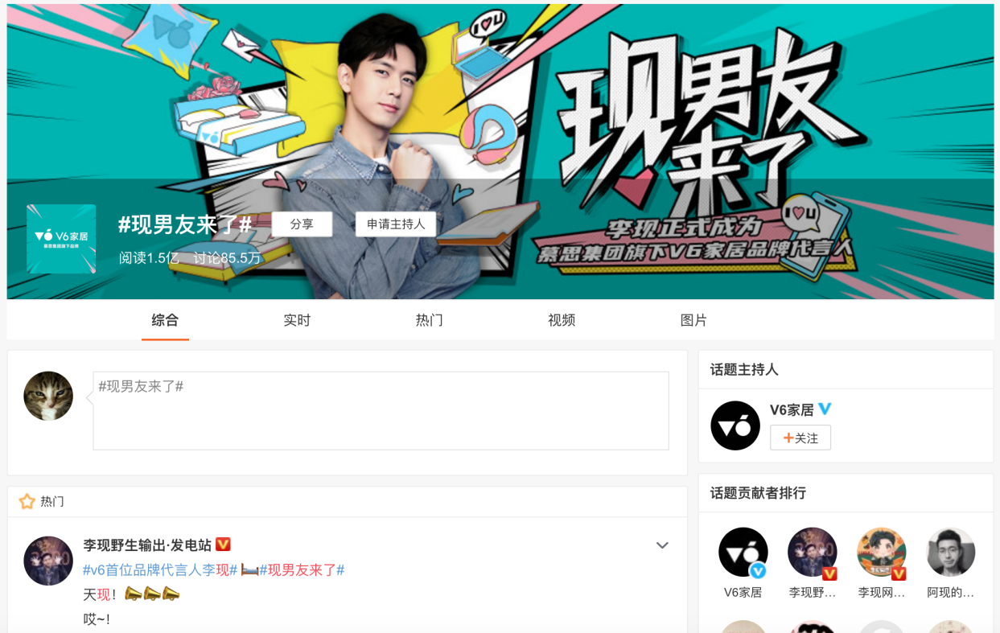 I♥U
现男友
来了
I♥U
李现正式成为
慕思集团旗下V6家居品牌代言人
V6家居
慕思集团旗下品牌
#现男友来了#
分享
申请主持人
阅读1.5亿 讨论85.5万
综合 实时 热门 视频 图片
#现男友来了#
话题主持人
V6家居
+关注
热门
李现野生输出·发电站
#v6首位品牌代言人李现# #现男友来了#
天现！
哎~！
话题贡献者排行
V6家居 李现野... 李现网... 阿现的...